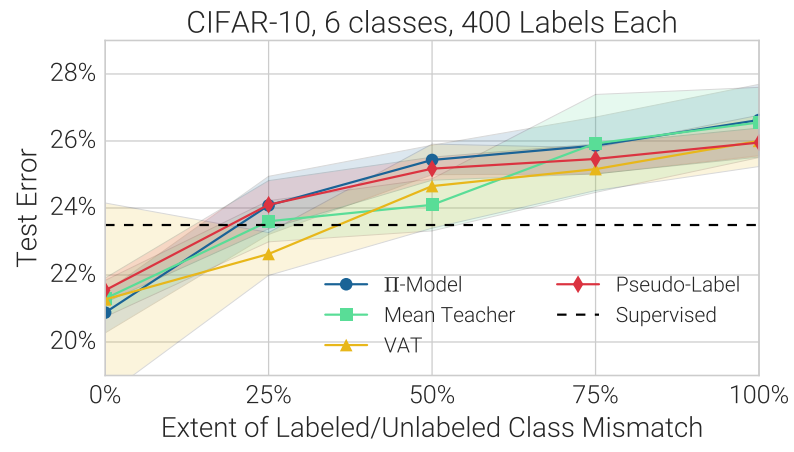 CIFAR-10, 6 classes, 400 Labels Each
28%
26%
24%
22%
20%
Test Error
Π-Model
Mean Teacher
VAT
Pseudo-Label
Supervised
0% 25% 50% 75% 100%
Extent of Labeled/Unlabeled Class Mismatch